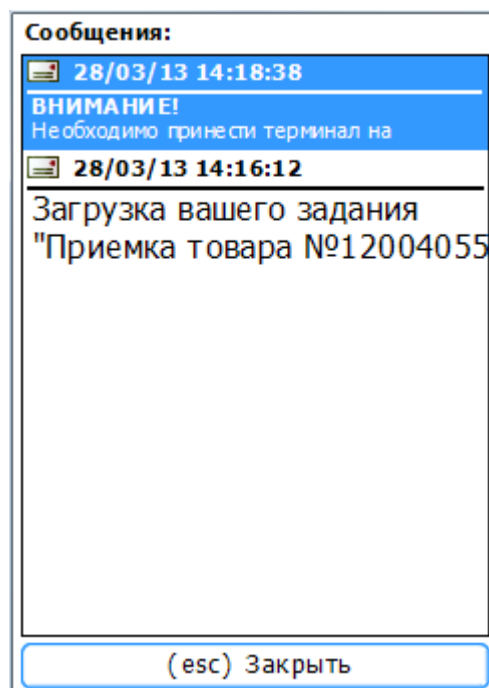 Сообщения:
28/03/13 14:18:38
ВНИМАНИЕ!
Необходимо принести терминал на
28/03/13 14:16:12
Загрузка вашего задания
"Приемка товара №12004055
(esc) Закрыть